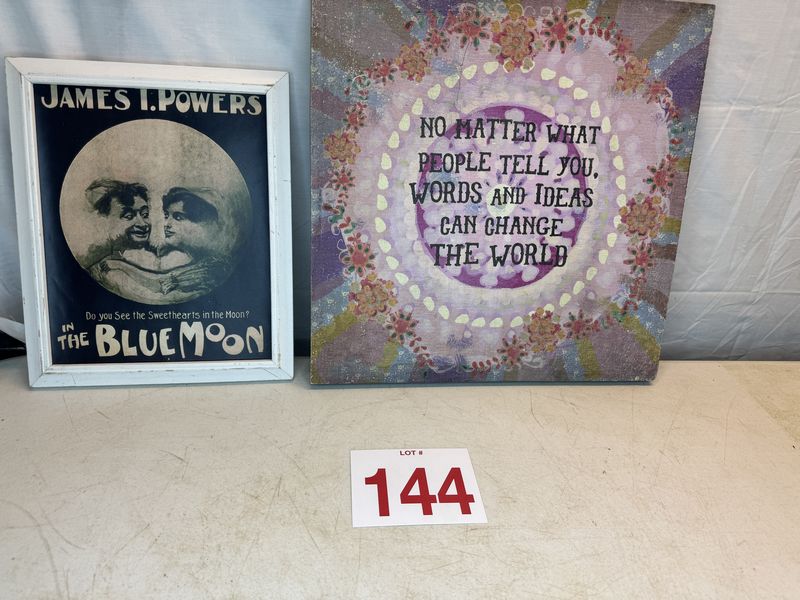 JAMES T. POWERS
Do You See the Sweethearts in the Moon?
IN
THE BLUE MOON
NO MATTER WHAT
PEOPLE TELL YOU,
WORDS AND IDEAS
CAN CHANGE
THE WORLD
LOT #
144